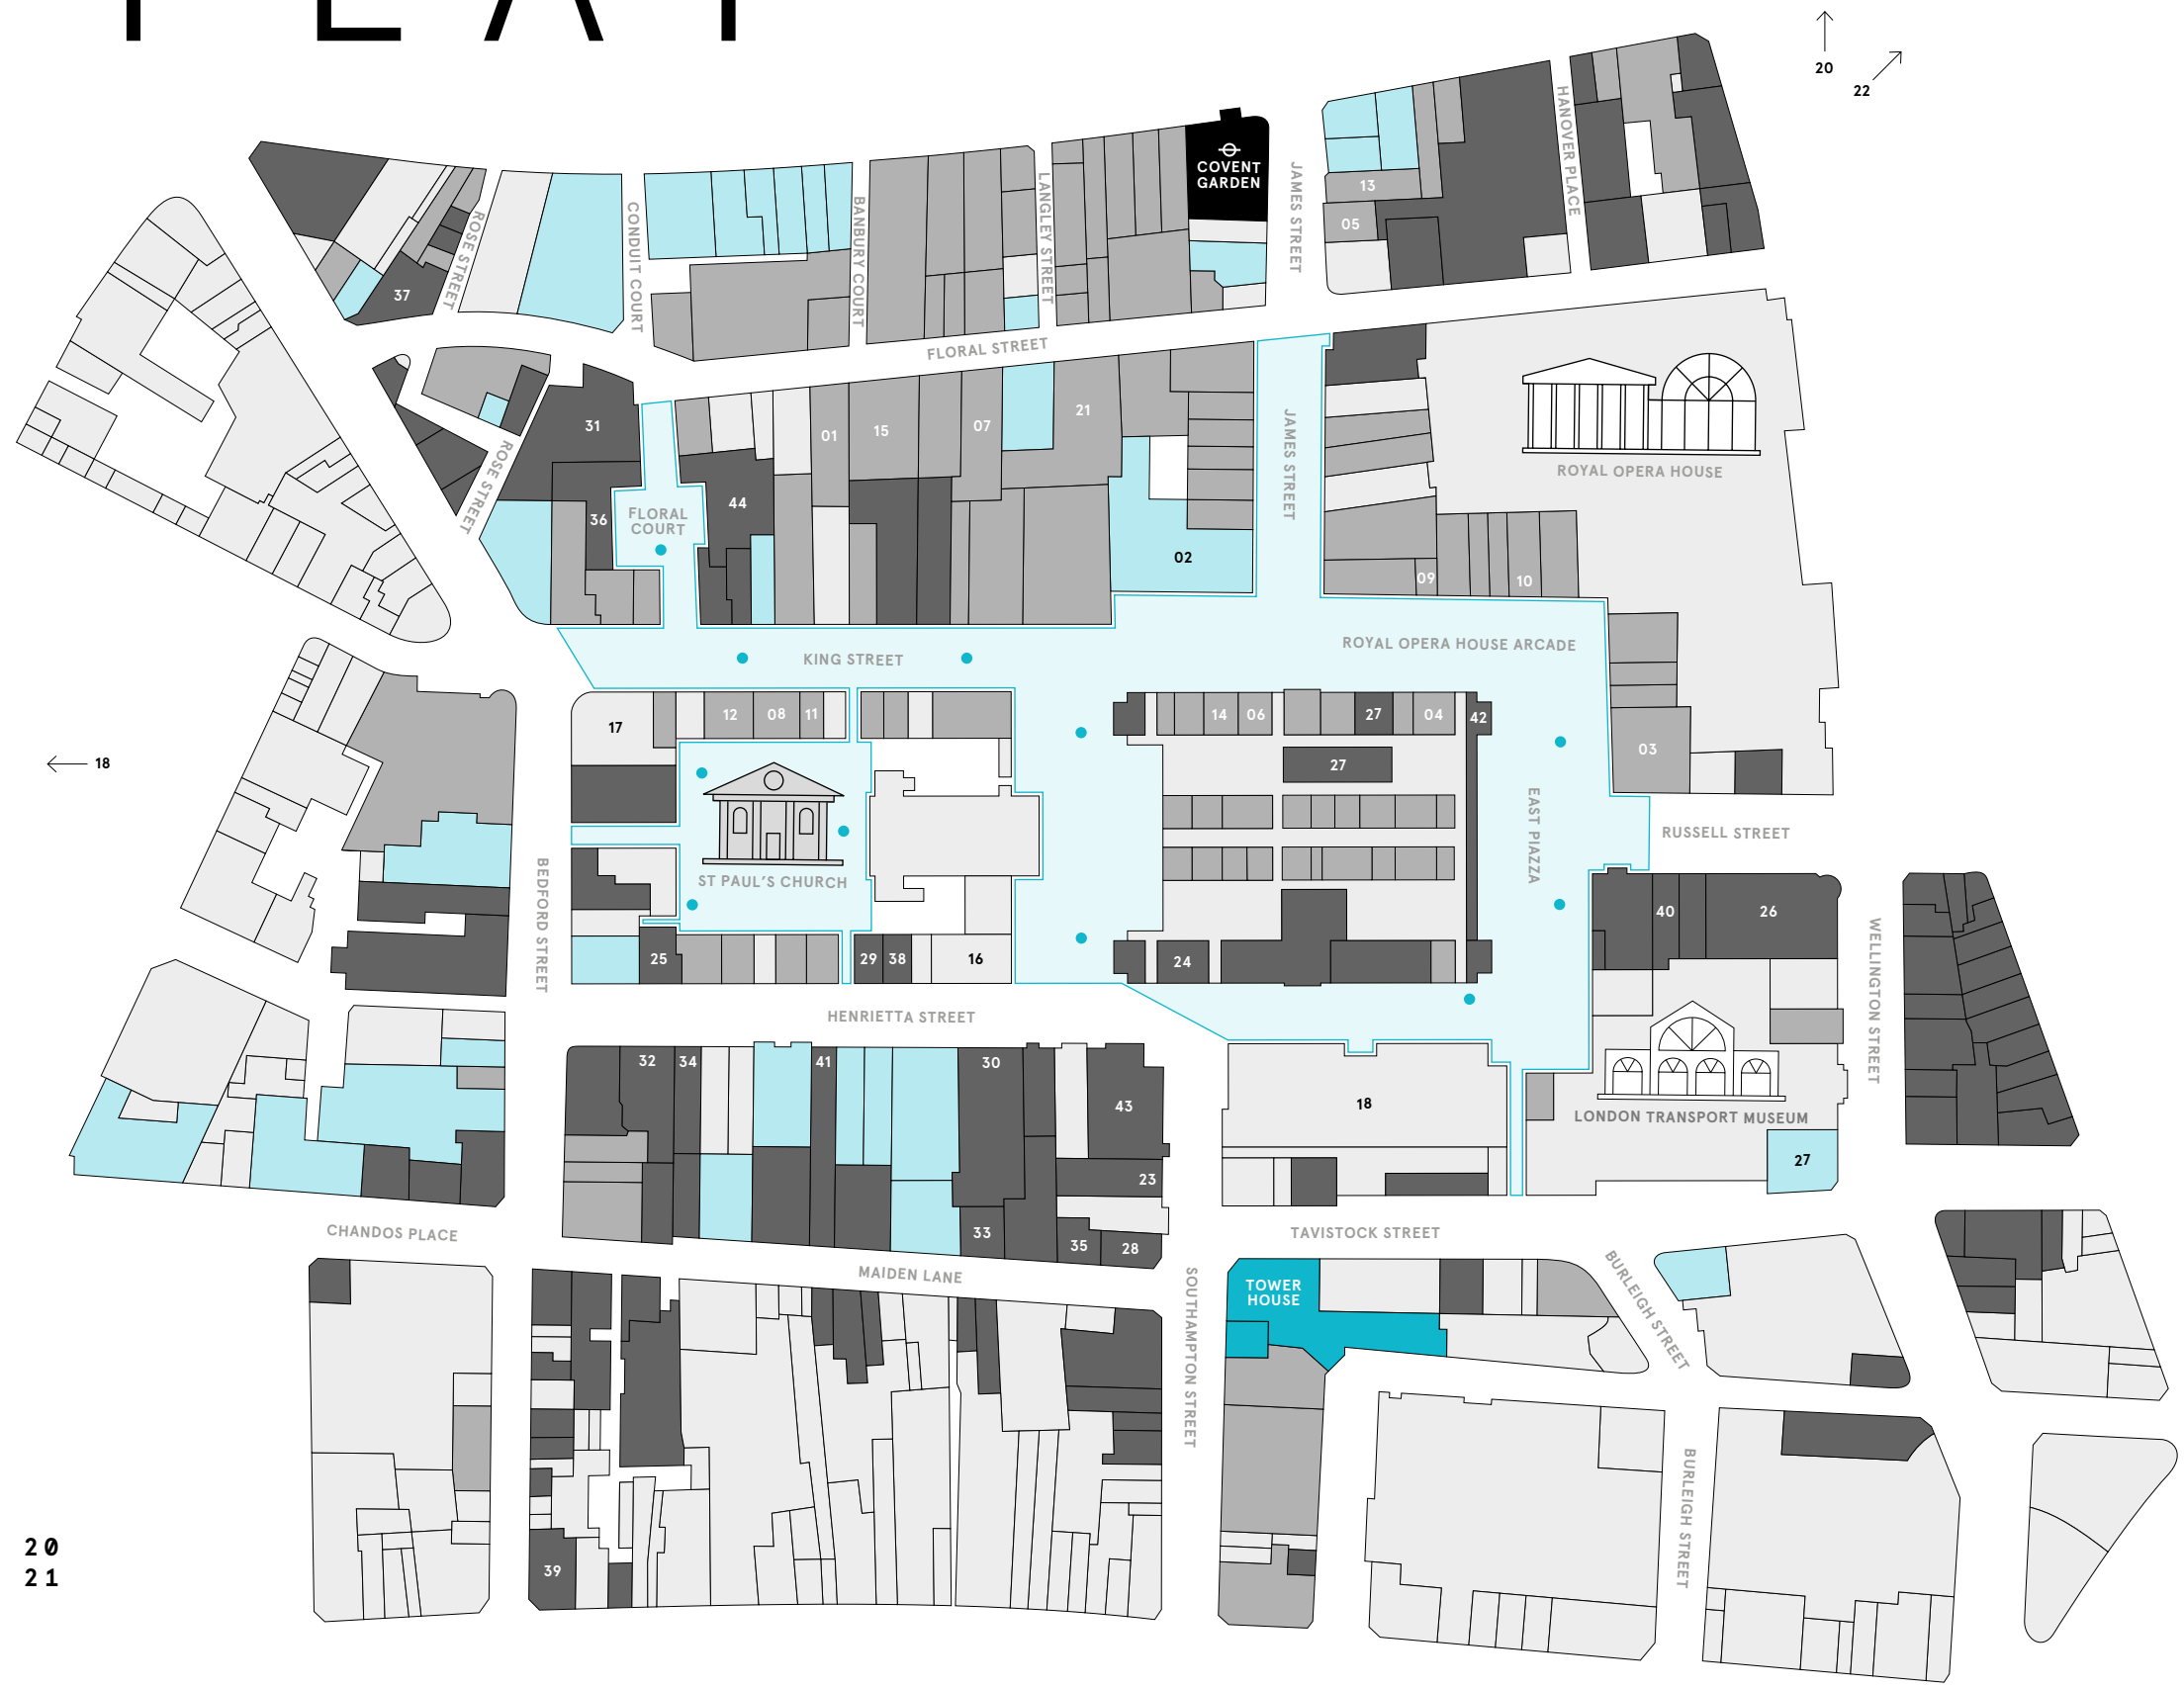 20
22
COVENT
GARDEN
JAMES STREET
HANOVER PLACE
13
05
ROSE STREET
CONDUIT COURT
BANBURY COURT
LANGLEY STREET
37
FLORAL STREET
31
01
15
07
21
JAMES STREET
ROYAL OPERA HOUSE
ROSE STREET
36
44
FLORAL
COURT
02
09
10
KING STREET
ROYAL OPERA HOUSE ARCADE
17
12
08
11
14
06
27
04
42
03
18
27
EAST PIAZZA
RUSSELL STREET
ST PAUL'S CHURCH
BEDFORD STREET
40
26
WELLINGTON STREET
25
29
38
16
24
HENRIETTA STREET
32
34
41
30
43
18
LONDON TRANSPORT MUSEUM
27
23
CHANDOS PLACE
33
35
28
TAVISTOCK STREET
MAIDEN LANE
SOUTHAMPTON STREET
TOWER
HOUSE
BURLEIGH STREET
BURLEIGH STREET
39
20
21